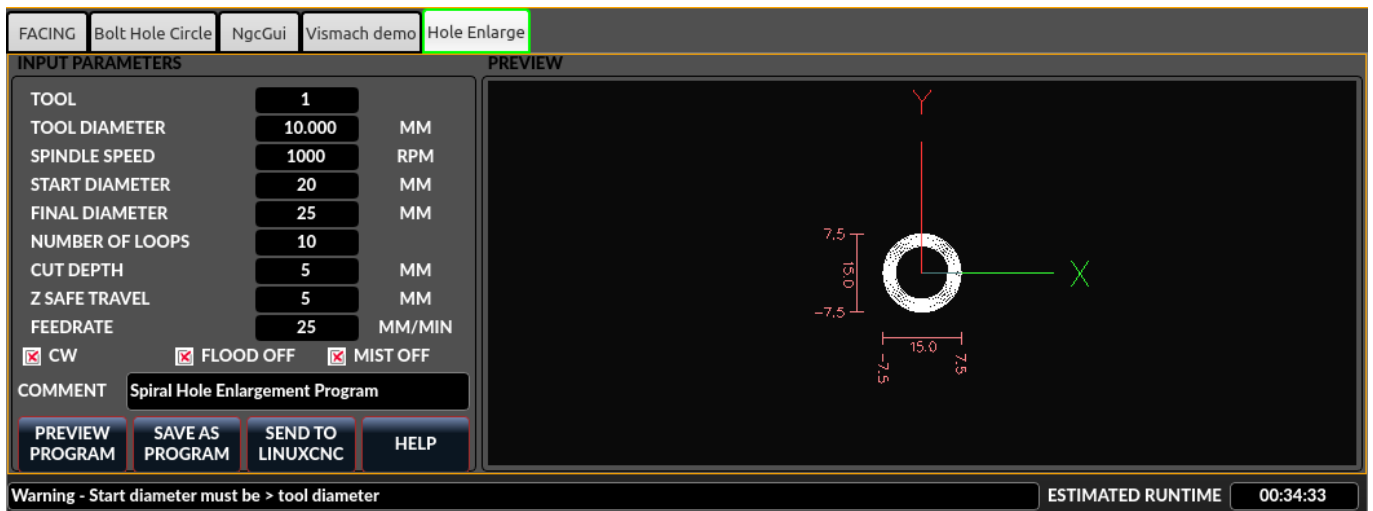 FACING Bolt Hole Circle NgcGui Vismach demo Hole Enlarge
INPUT PARAMETERS
TOOL 1
TOOL DIAMETER 10.000 MM
SPINDLE SPEED 1000 RPM
START DIAMETER 20 MM
FINAL DIAMETER 25 MM
NUMBER OF LOOPS 10
CUT DEPTH 5 MM
Z SAFE TRAVEL 5 MM
FEEDRATE 25 MM/MIN
CW FLOOD OFF MIST OFF
COMMENT Spiral Hole Enlargement Program
PREVIEW PROGRAM
SAVE AS PROGRAM
SEND TO LINUXCNC
HELP
PREVIEW
Y
7.5
15.0
-7.5
X
15.0
-7.5
7.5
Warning - Start diameter must be > tool diameter
ESTIMATED RUNTIME 00:34:33